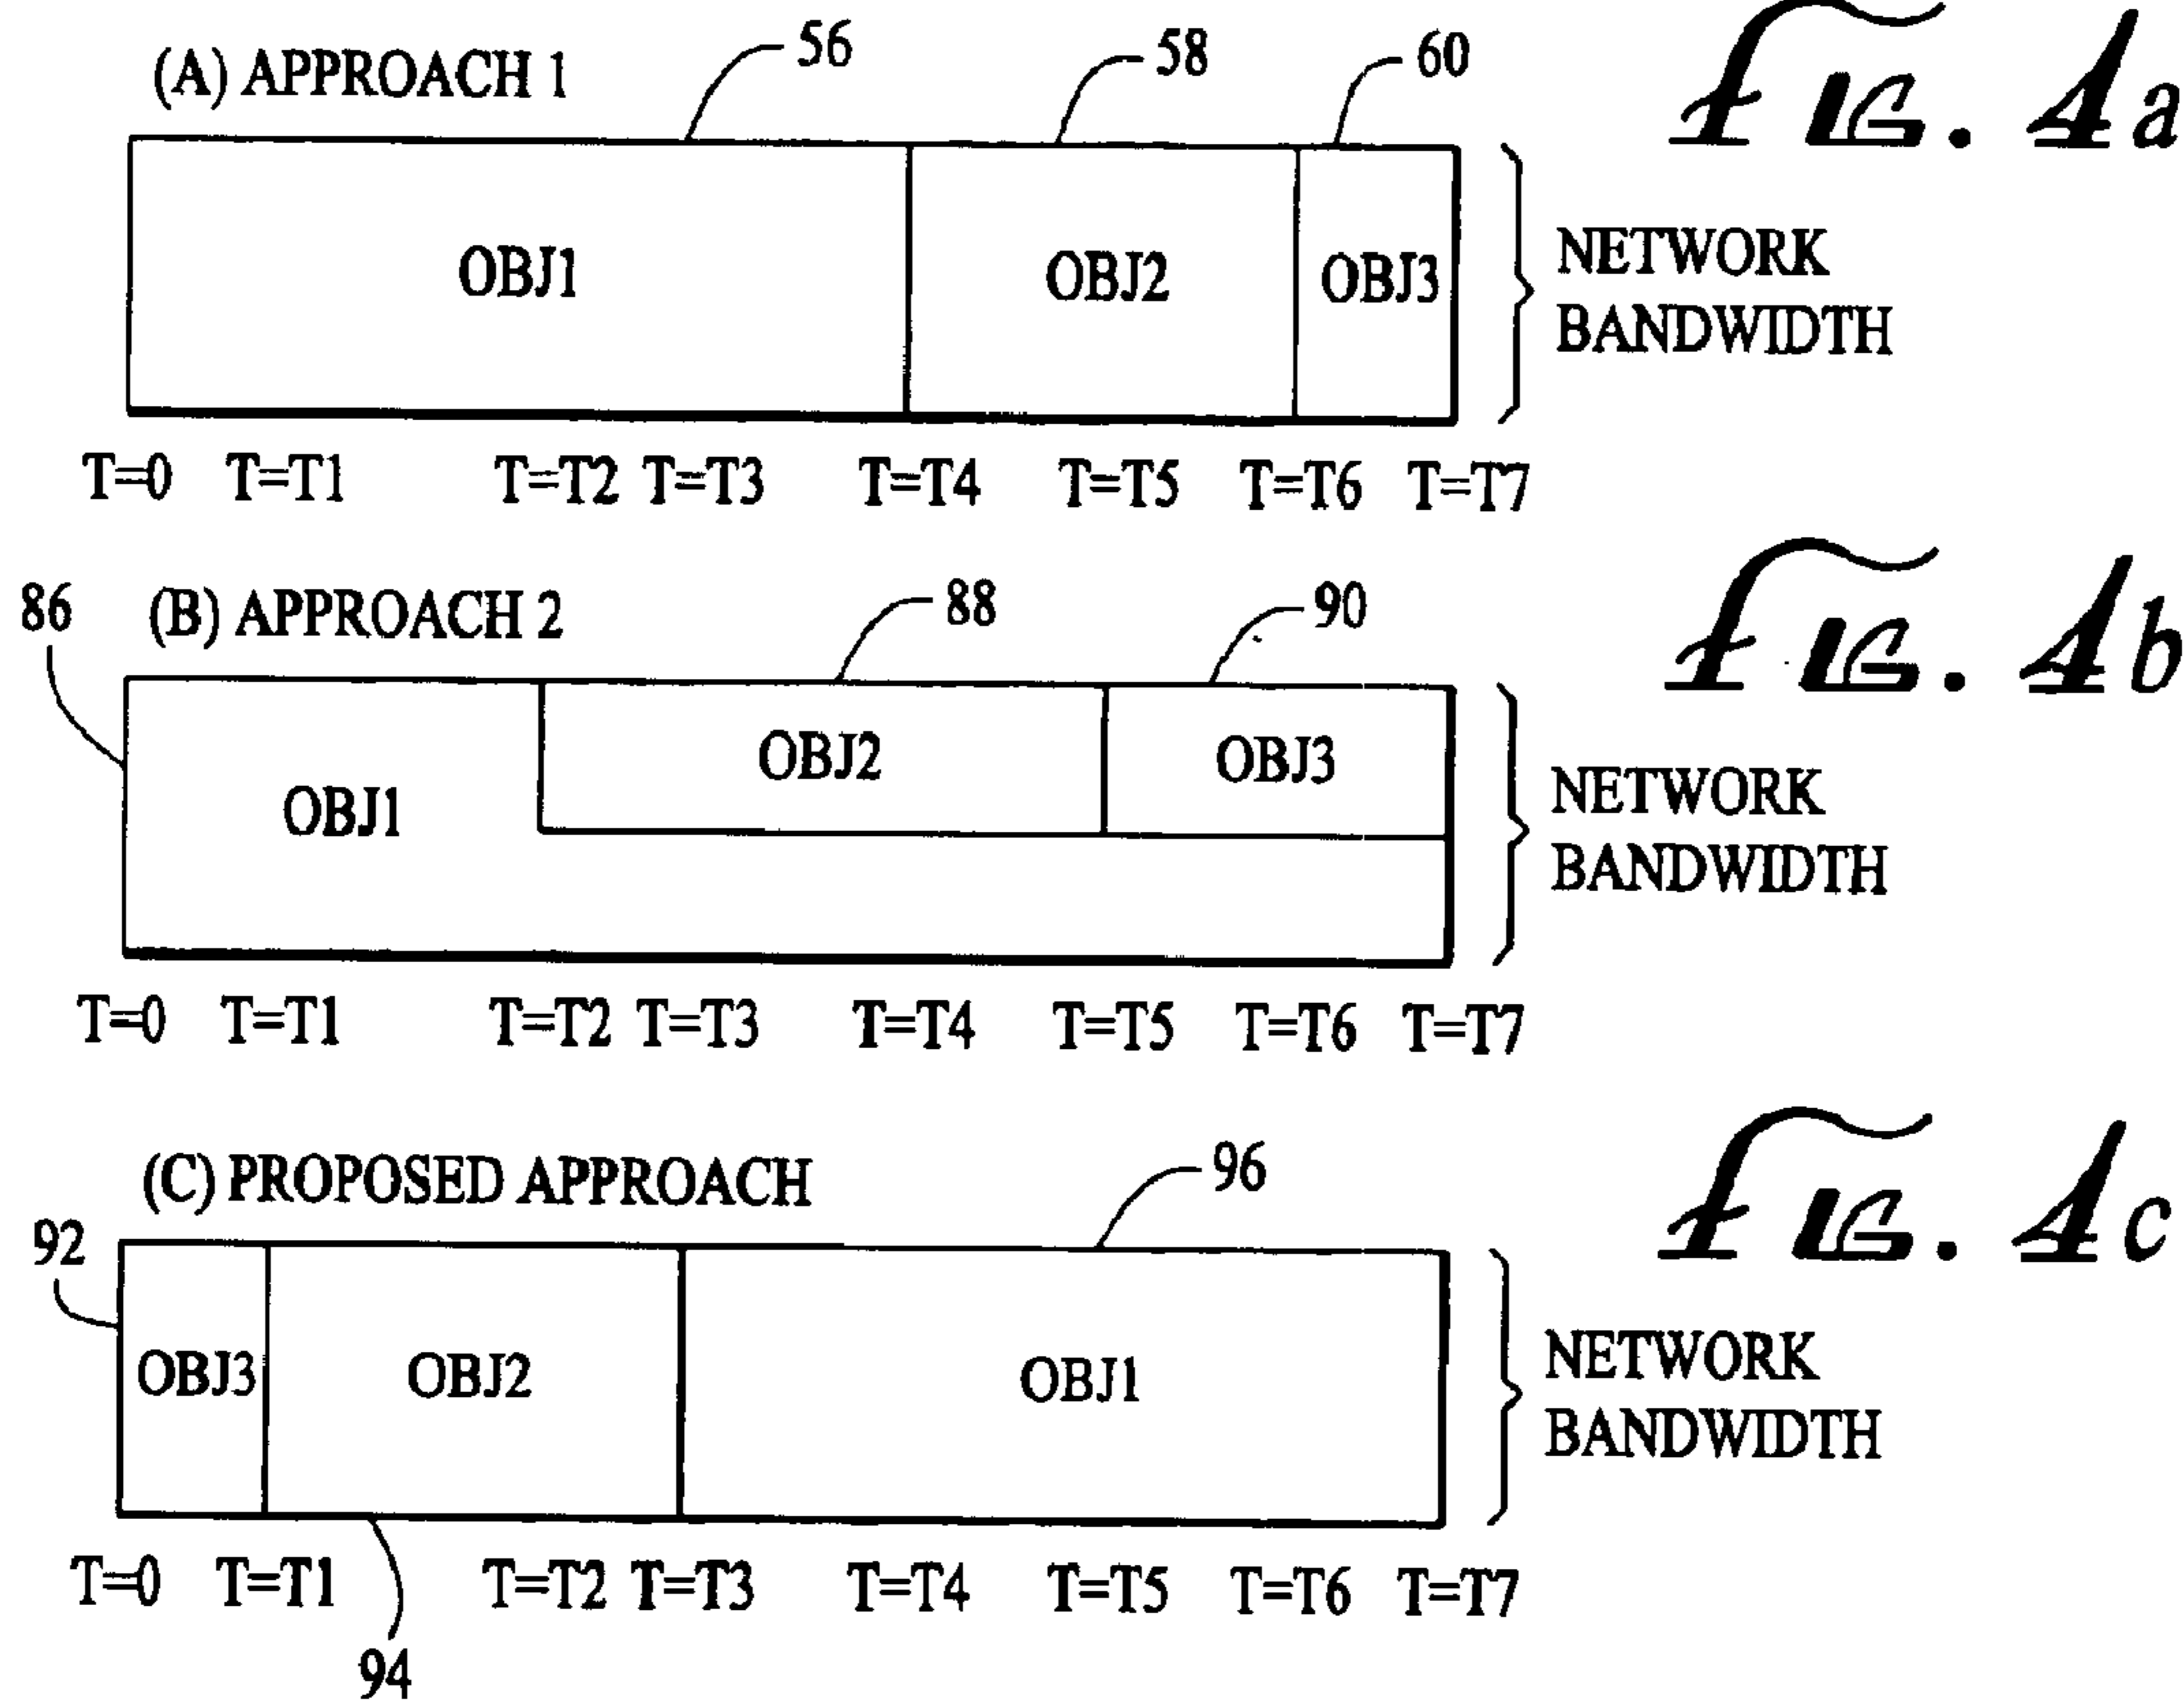 (A) APPROACH 1
56
58
60
FIG. 4a
OBJ1
OBJ2
OBJ3
NETWORK
BANDWIDTH
T=0 T=T1 T=T2 T=T3 T=T4 T=T5 T=T6 T=T7
86
(B) APPROACH 2
88
90
FIG. 4b
OBJ1
OBJ2
OBJ3
NETWORK
BANDWIDTH
T=0 T=T1 T=T2 T=T3 T=T4 T=T5 T=T6 T=T7
(C) PROPOSED APPROACH
96
FIG. 4c
92
OBJ3
OBJ2
OBJ1
NETWORK
BANDWIDTH
T=0 T=T1 T=T2 T=T3 T=T4 T=T5 T=T6 T=T7
94